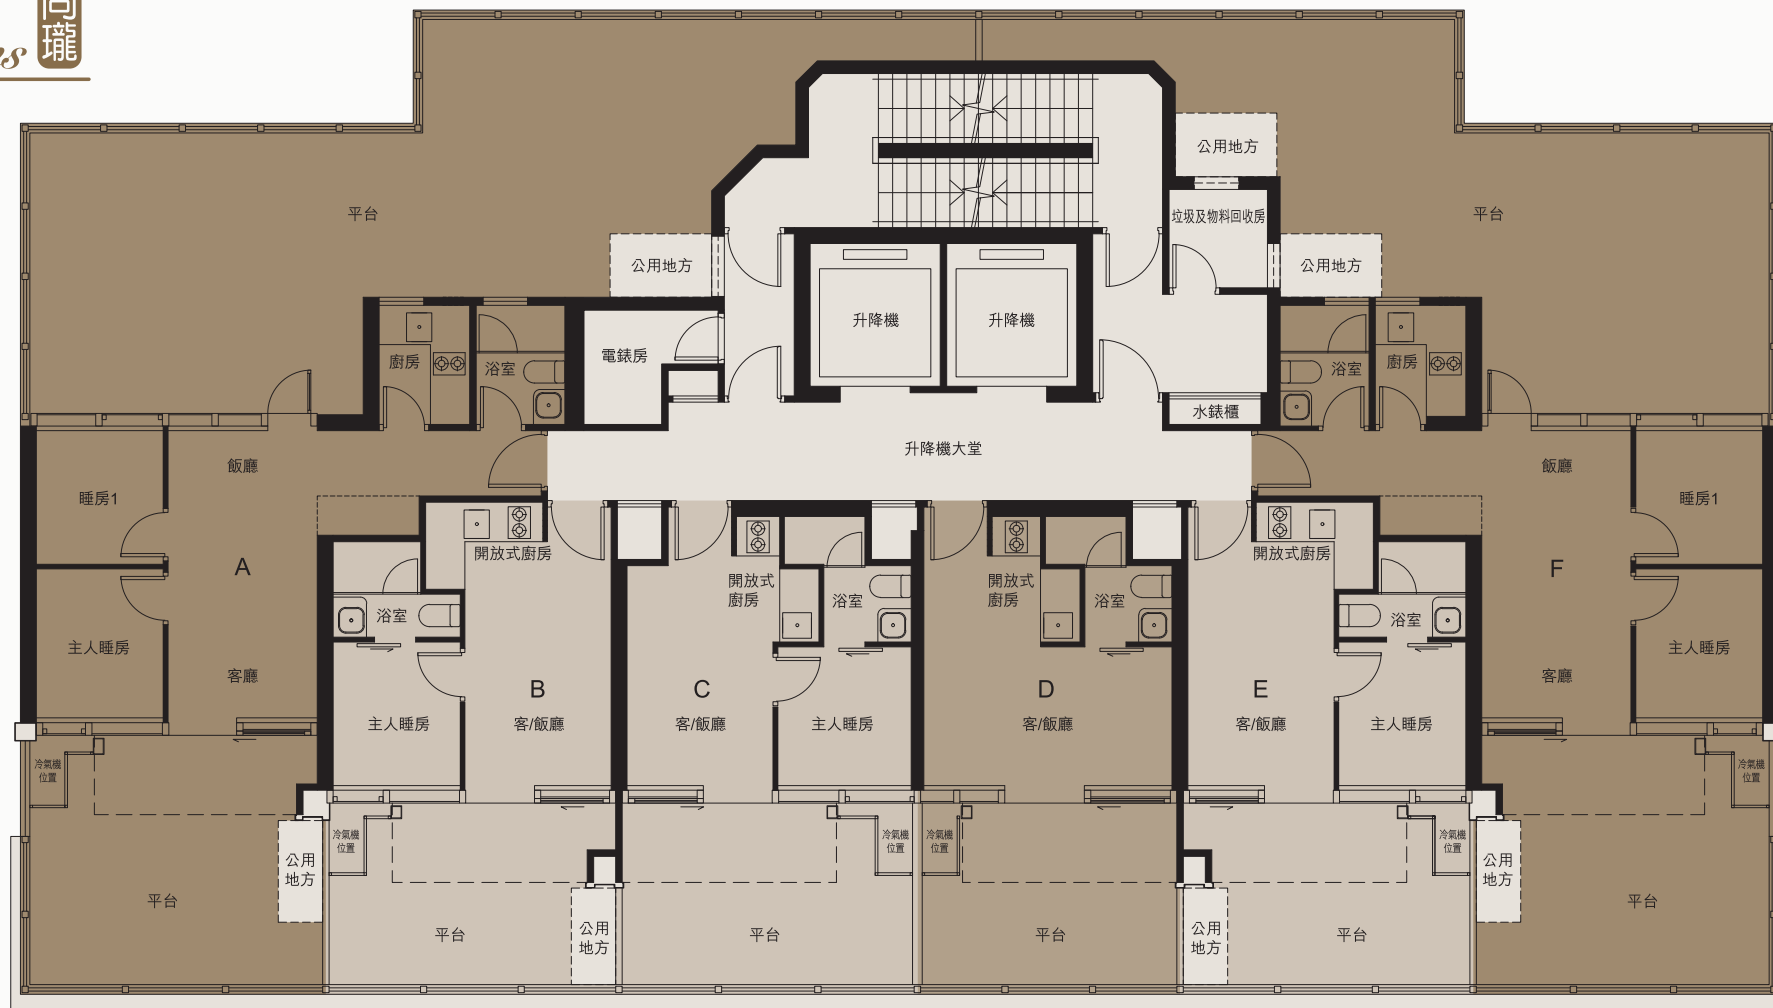 尚瓏
公用地方
平台
平台
垃圾及物料回收房
公用地方
公用地方
升降機
升降機
電錶房
廚房
浴室
浴室
廚房
水錶櫃
升降機大堂
飯廳
飯廳
睡房1
睡房1
開放式廚房
開放式廚房
A
F
開放式
廚房
開放式
廚房
浴室
浴室
浴室
浴室
主人睡房
主人睡房
客廳
客廳
B
C
D
E
主人睡房
客/飯廳
客/飯廳
主人睡房
客/飯廳
客/飯廳
主人睡房
冷氣機
位置
冷氣機
位置
冷氣機
位置
冷氣機
位置
冷氣機
位置
冷氣機
位置
公用
地方
公用
地方
平台
平台
公用
地方
公用
地方
平台
平台
平台
平台